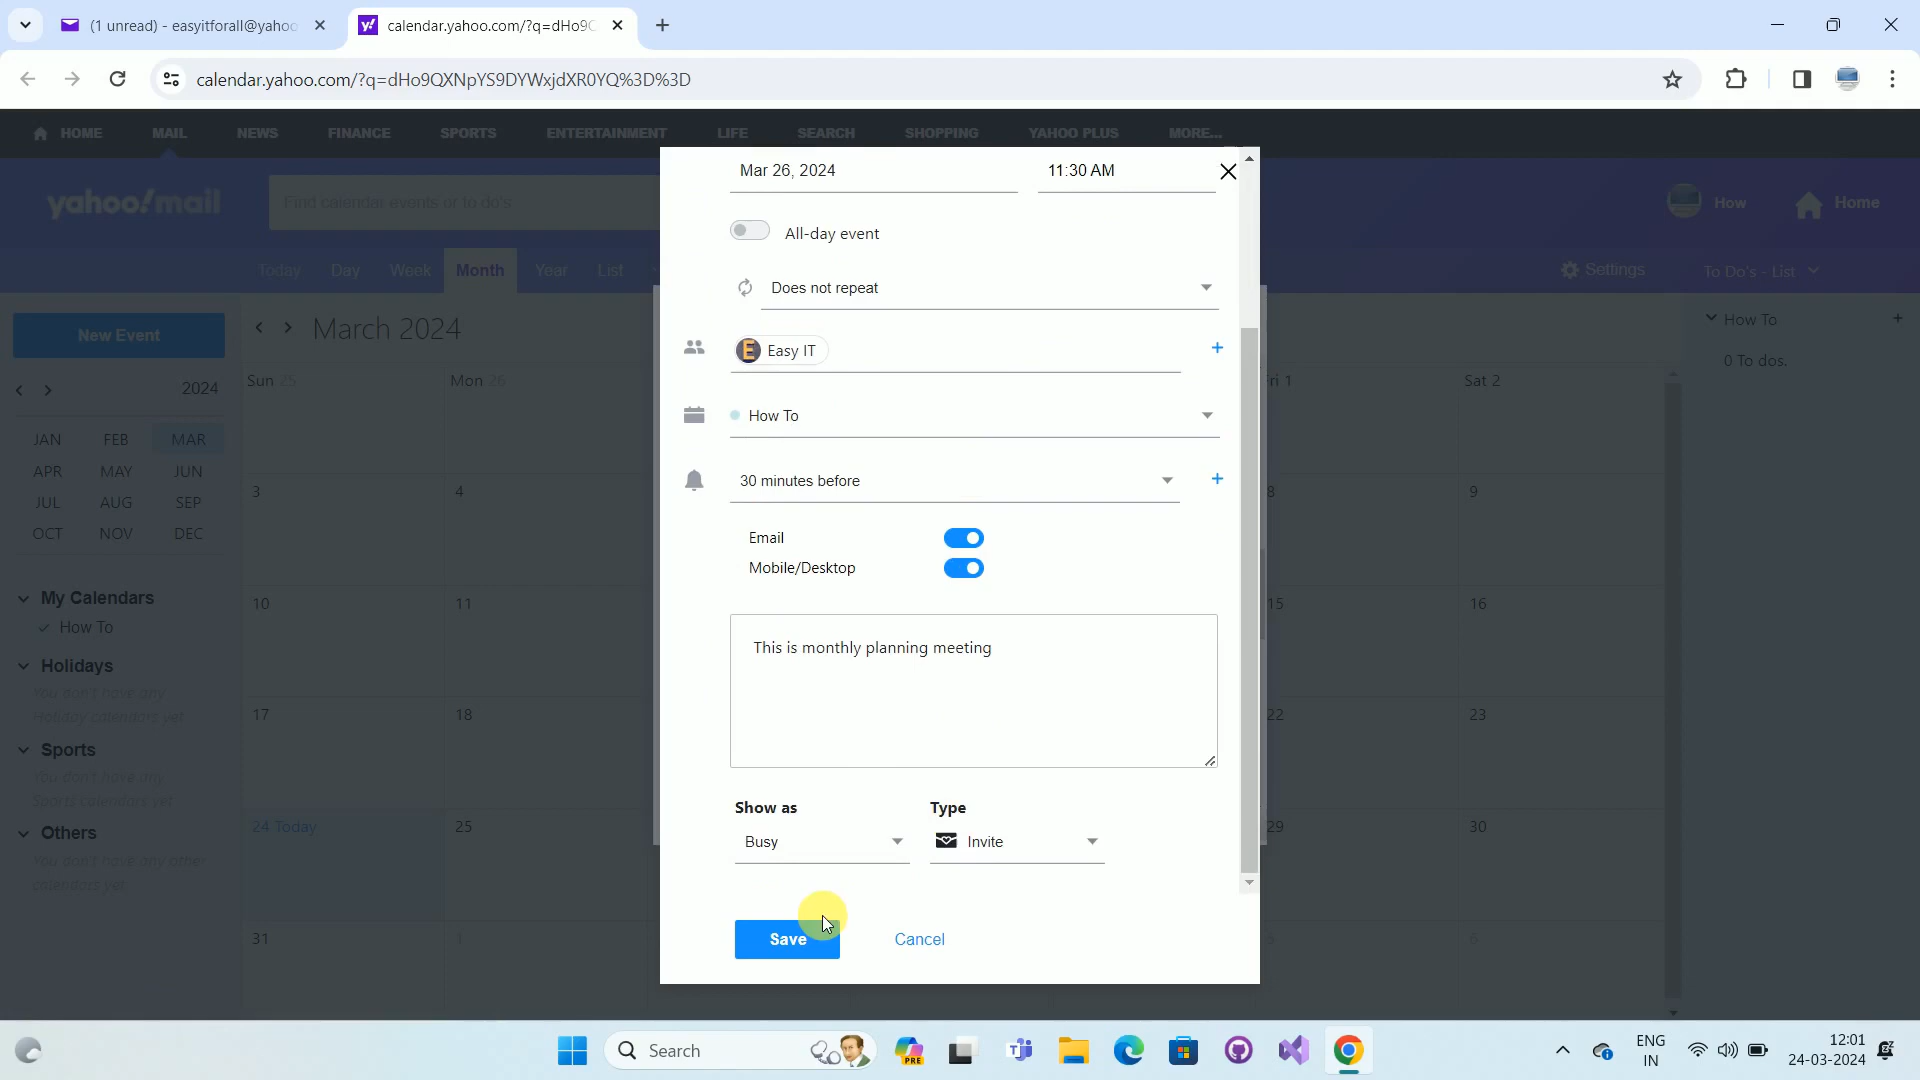 (1 unread) - easyitforall@yahoo
calendar.yahoo.com/?q=dHo9Q
calendar.yahoo.com/?q=dHo9QXNpYS9DYWxjdXR0YQ%3D%3D
HOME MAIL NEWS FINANCE SPORTS ENTERTAINMENT LIFE SEARCH SHOPPING YAHOO PLUS MORE...
yahoo!mail
Find calendar events or to do's
How
Home
Today Day Week Month Year List
Settings
To Do's - List
New Event
March 2024
How To
0 To dos.
2024
JAN FEB MAR
APR MAY JUN
JUL AUG SEP
OCT NOV DEC
My Calendars
How To
Holidays
You don't have any
Holiday calendars yet
Sports
You don't have any
Sports calendars yet
Others
You don't have any other
calendars yet
Sun 25 Mon 26 Fri 1 Sat 2
3 4 8 9
10 11 15 16
17 18 22 23
24 Today 25 29 30
31 1 5 6
Mar 26, 2024 11:30 AM
All-day event
Does not repeat
E Easy IT
How To
30 minutes before
Email
Mobile/Desktop
This is monthly planning meeting
Show as Type
Busy Invite
Save Cancel
Search
PRE
ENG
IN
12:01
24-03-2024